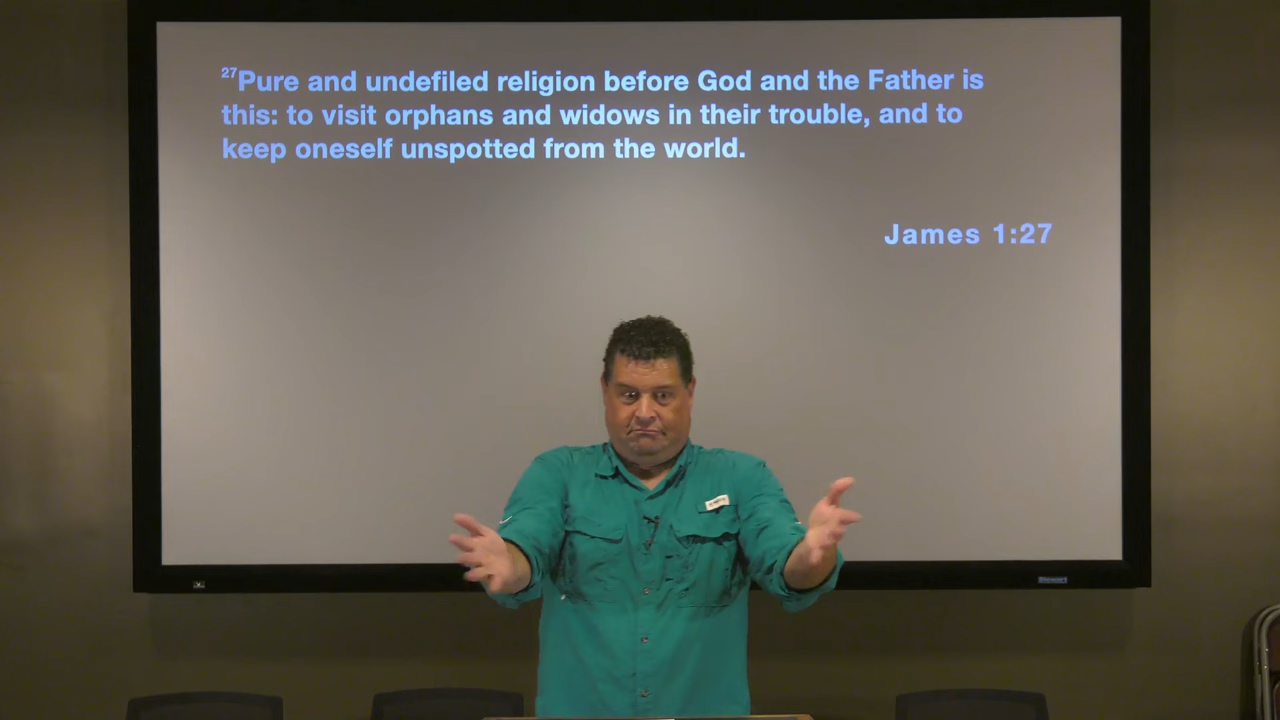 27Pure and undefiled religion before God and the Father is
this: to visit orphans and widows in their trouble, and to
keep oneself unspotted from the world.
James 1:27
Stewart